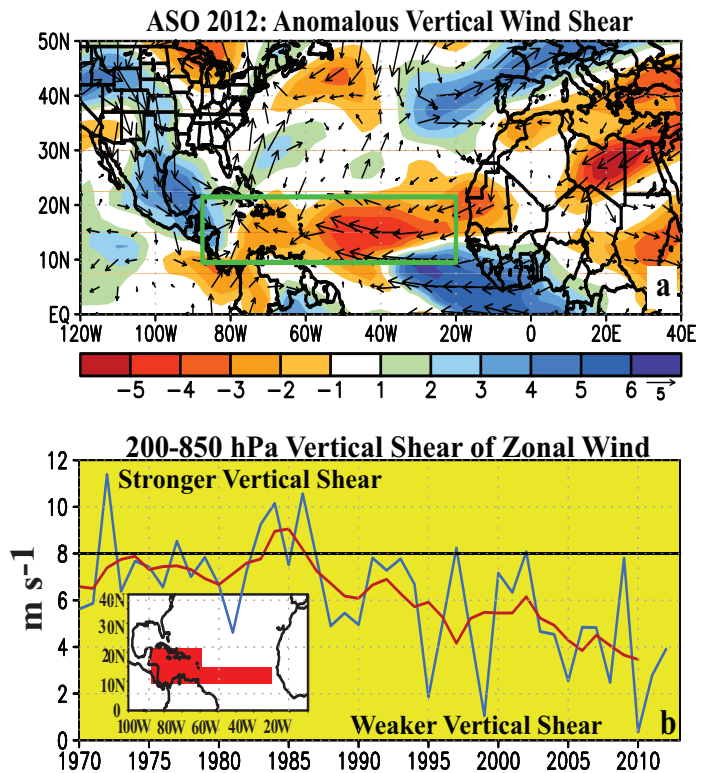 ASO 2012: Anomalous Vertical Wind Shear
50N
40N
30N
20N
10N
EQ
a
120W 100W 80W 60W 40W 20W 0 20E 40E
-5 -4 -3 -2 -1 1 2 3 4 5 6 5
200-850 hPa Vertical Shear of Zonal Wind
12
Stronger Vertical Shear
10
8
m s-1
6
40N
30N
4
20N
10N
2
0
100W 80W 60W 40W 20W
Weaker Vertical Shear b
0
1970 1975 1980 1985 1990 1995 2000 2005 2010